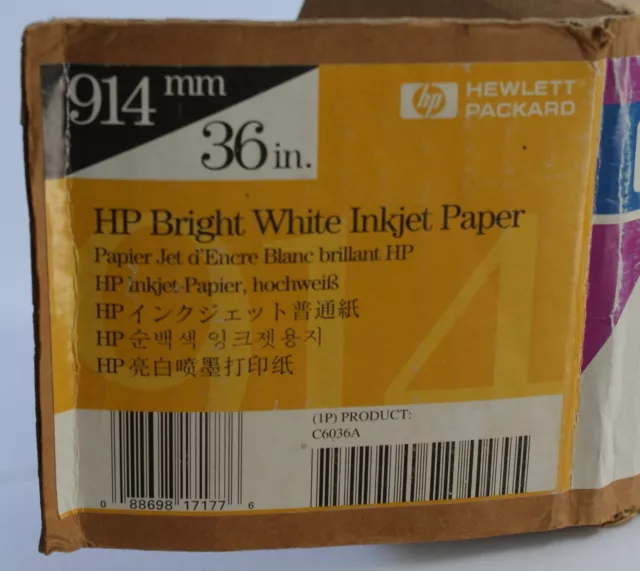 914 mm
36 in.
hp HEWLETT
PACKARD
HP Bright White Inkjet Paper
Papier Jet d'Encre Blanc brillant HP
HP Inkjet-Papier, hochweiß
HP インクジェット普通紙
HP 순백색 잉크젯용지
HP 亮白喷墨打印纸
914
(1P) PRODUCT:
C6036A
0 88698 17177 6